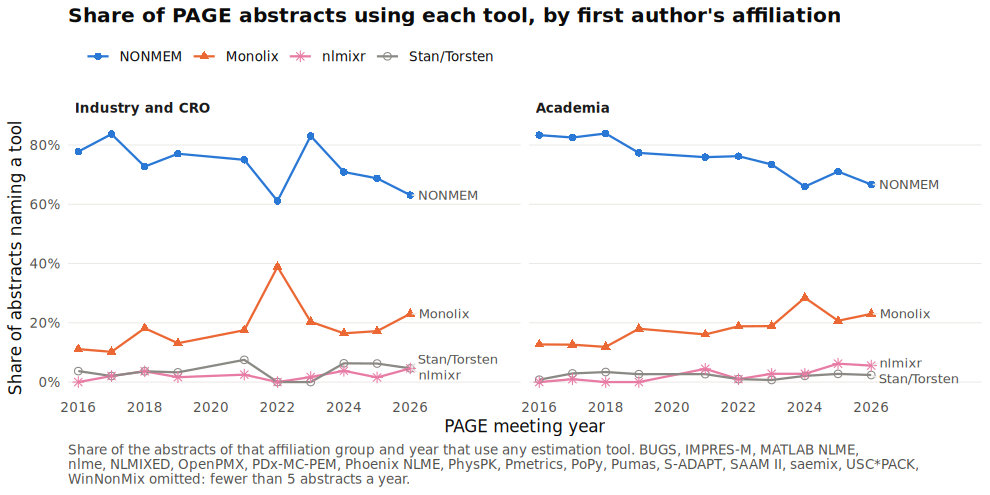 Share of PAGE abstracts using each tool, by first author's affiliation
NONMEM Monolix nlmixr Stan/Torsten
Industry and CRO
Academia
Share of abstracts naming a tool
80%
60%
40%
20%
0%
NONMEM
Monolix
Stan/Torsten
nlmixr
NONMEM
Monolix
nlmixr
Stan/Torsten
2016 2018 2020 2022 2024 2026
2016 2018 2020 2022 2024 2026
PAGE meeting year
Share of the abstracts of that affiliation group and year that use any estimation tool. BUGS, IMPRES-M, MATLAB NLME,
nlme, NLMIXED, OpenPMX, PDx-MC-PEM, Phoenix NLME, PhysPK, Pmetrics, PoPy, Pumas, S-ADAPT, SAAM II, saemix, USC*PACK,
WinNonMix omitted: fewer than 5 abstracts a year.